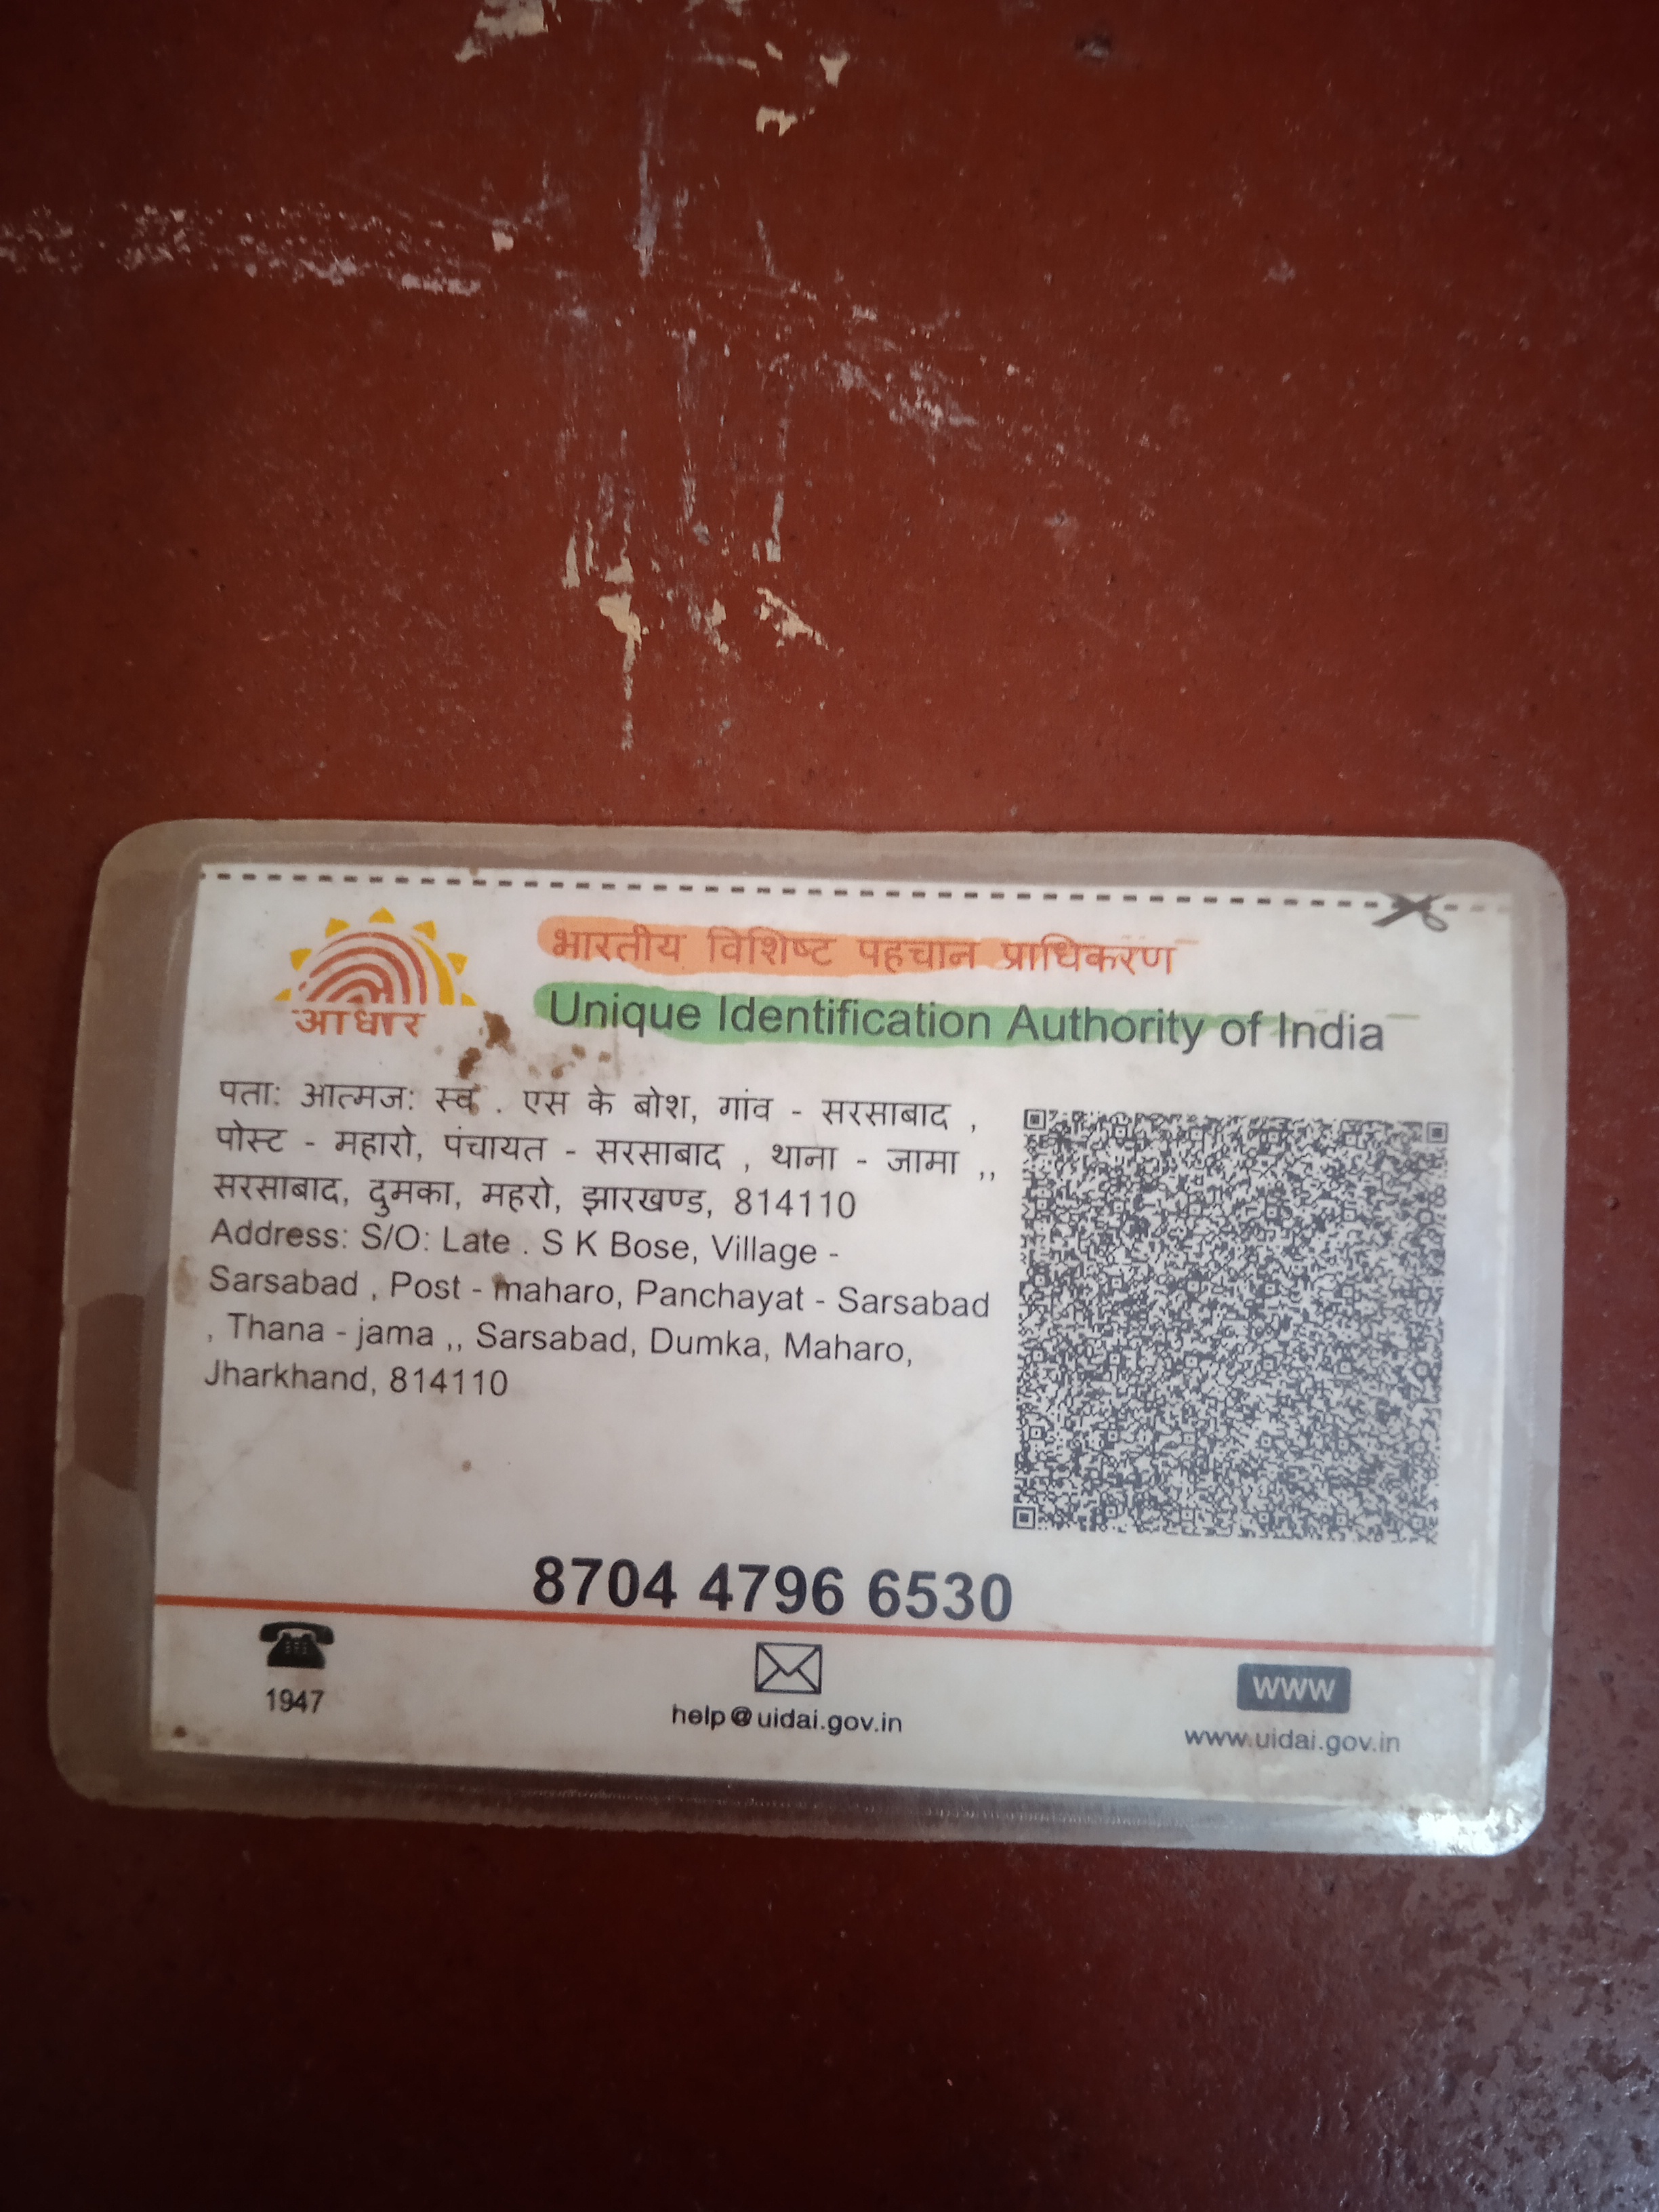 आधार
भारतीय विशिष्ट पहचान प्राधिकरण
Unique Identification Authority of India
पता: आत्मज: स्व . एस के बोश, गांव - सरसाबाद ,
पोस्ट - महारो, पंचायत - सरसाबाद , थाना - जामा ,,
सरसाबाद, दुमका, महरो, झारखण्ड, 814110
Address: S/O: Late . S K Bose, Village -
Sarsabad , Post - maharo, Panchayat - Sarsabad
, Thana - jama ,, Sarsabad, Dumka, Maharo,
Jharkhand, 814110
8704 4796 6530
1947
help@uidai.gov.in
www
www.uidai.gov.in